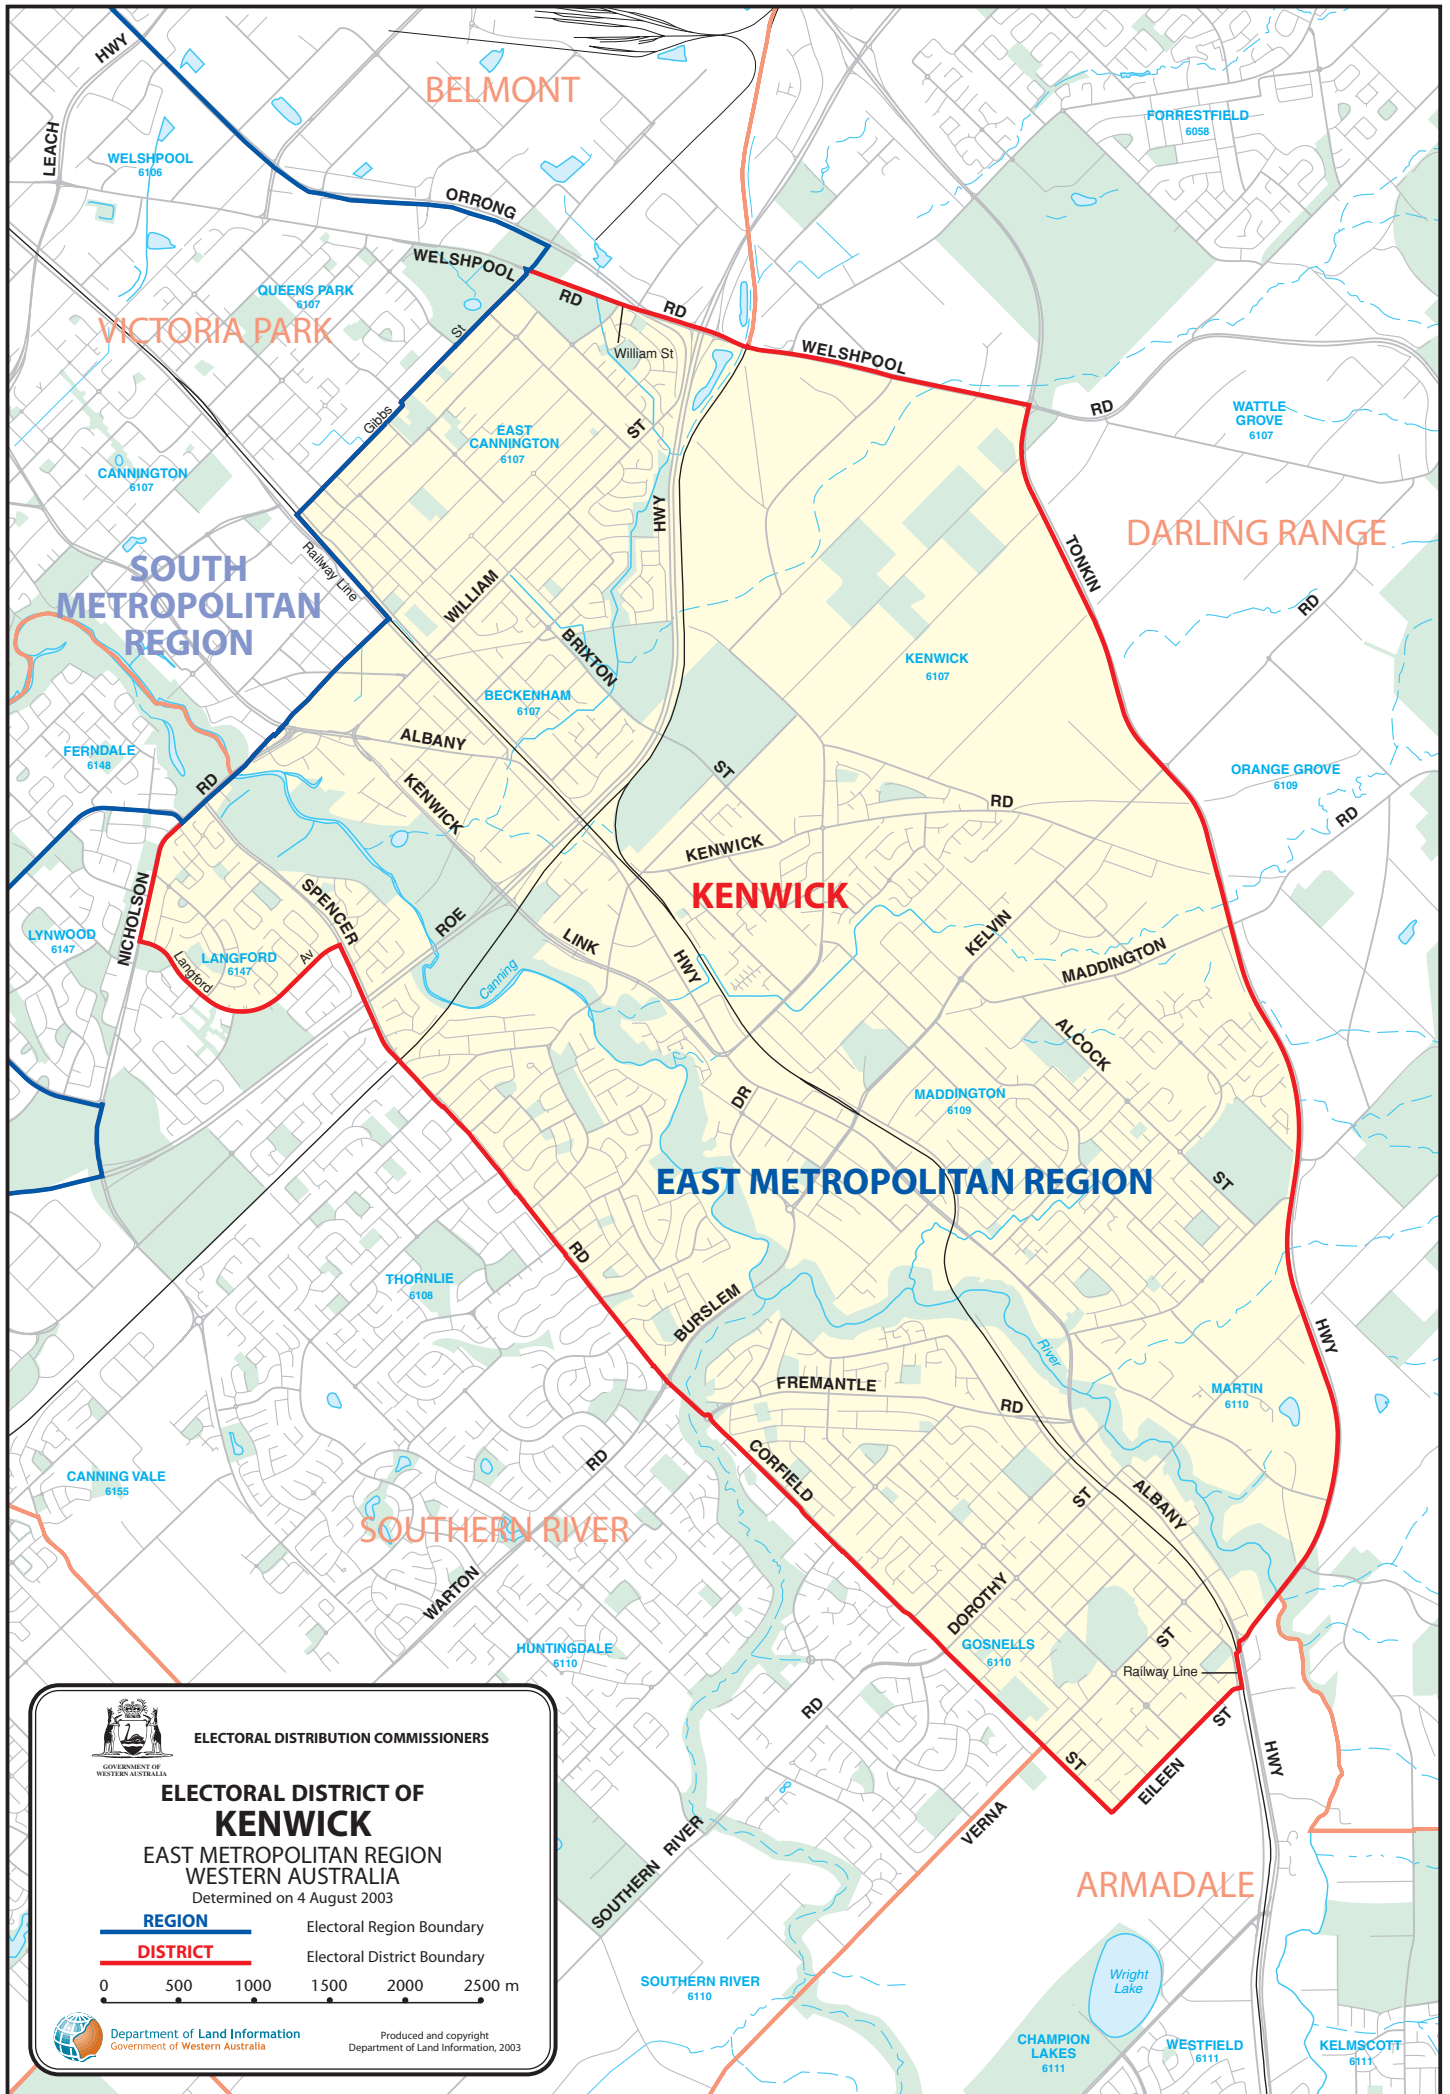 HWY
BELMONT
FORRESTFIELD
6058
LEACH
WELSHPOOL
6106
ORRONG
WELSHPOOL
RD
RD
QUEENS PARK
6107
VICTORIA PARK
St
William St
WELSHPOOL
RD
WATTLE
GROVE
6107
Gibbs
EAST
CANNINGTON
6107
ST
CANNINGTON
6107
HWY
DARLING RANGE
TONKIN
Railway Line
SOUTH
METROPOLITAN
REGION
WILLIAM
BRIXTON
RD
KENWICK
6107
BECKENHAM
6107
FERNDALE
6148
ALBANY
ST
ORANGE GROVE
6109
RD
KENWICK
RD
RD
KENWICK
KENWICK
NICHOLSON
SPENCER
ROE
LINK
HWY
KELVIN
MADDINGTON
LYNWOOD
6147
LANGFORD
6147
Langford
Av
Canning
ALCOCK
DR
MADDINGTON
6109
EAST METROPOLITAN REGION
ST
RD
THORNLIE
6108
BURSLEM
HWY
River
FREMANTLE
RD
MARTIN
6110
CORFIELD
RD
CANNING VALE
6155
ST
ALBANY
SOUTHERN RIVER
WARTON
DOROTHY
HUNTINGDALE
6110
GOSNELLS
6110
ST
Railway Line
RD
ST
ST
EILEEN
HWY
VERNA
SOUTHERN RIVER
ARMADALE
SOUTHERN RIVER
6110
Wright
Lake
CHAMPION
LAKES
6111
WESTFIELD
6111
KELMSCOTT
6111
GOVERNMENT OF
WESTERN AUSTRALIA
ELECTORAL DISTRIBUTION COMMISSIONERS
ELECTORAL DISTRICT OF
KENWICK
EAST METROPOLITAN REGION
WESTERN AUSTRALIA
Determined on 4 August 2003
REGION Electoral Region Boundary
DISTRICT Electoral District Boundary
0 500 1000 1500 2000 2500 m
Department of Land Information
Government of Western Australia
Produced and copyright
Department of Land Information, 2003